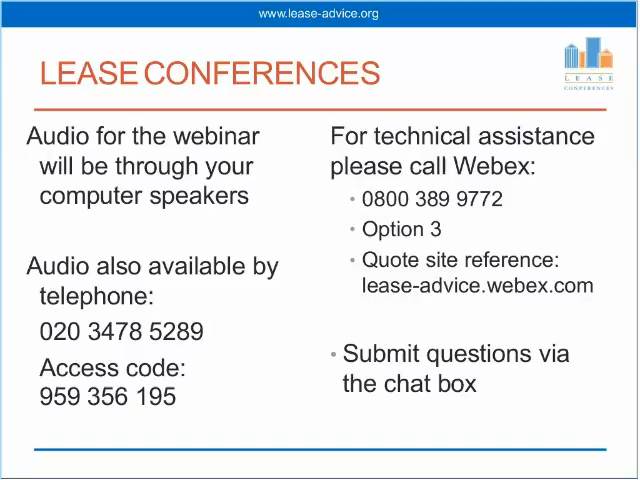 www.lease-advice.org
LEASE CONFERENCES
LEASE
CONFERENCES
Audio for the webinar
will be through your
computer speakers
Audio also available by
telephone:
020 3478 5289
Access code:
959 356 195
For technical assistance
please call Webex:
• 0800 389 9772
• Option 3
• Quote site reference:
lease-advice.webex.com
• Submit questions via
the chat box